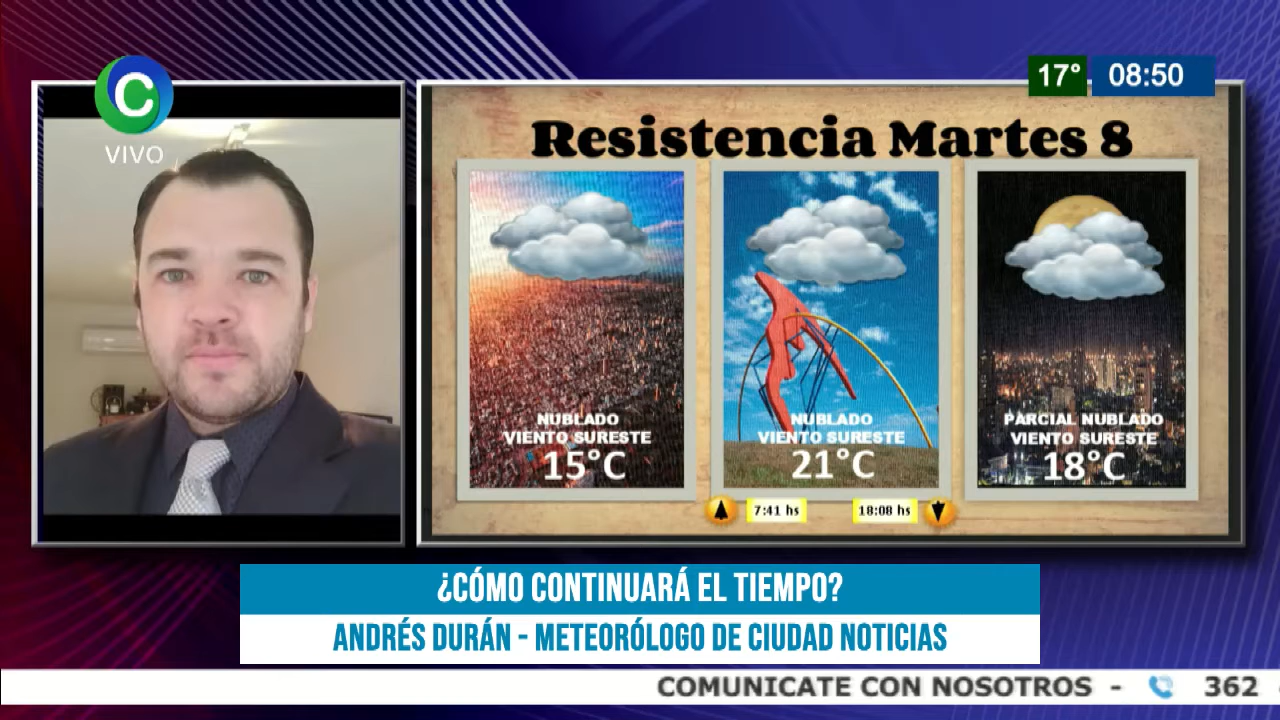 C
VIVO
17° 08:50
Resistencia Martes 8
NUBLADO
VIENTO SURESTE
15°C
NUBLADO
VIENTO SURESTE
21°C
PARCIAL NUBLADO
VIENTO SURESTE
18°C
7:41 hs
18:08 hs
¿CÓMO CONTINUARÁ EL TIEMPO?
ANDRÉS DURÁN - METEORÓLOGO DE CIUDAD NOTICIAS
COMUNICATE CON NOSOTROS - 362